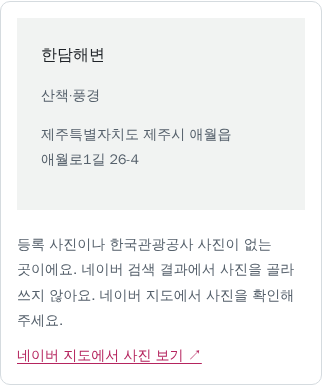 한담해변
산책·풍경
제주특별자치도 제주시 애월읍
애월로1길 26-4
등록 사진이나 한국관광공사 사진이 없는
곳이에요. 네이버 검색 결과에서 사진을 골라
쓰지 않아요. 네이버 지도에서 사진을 확인해
주세요.
네이버 지도에서 사진 보기 ↗